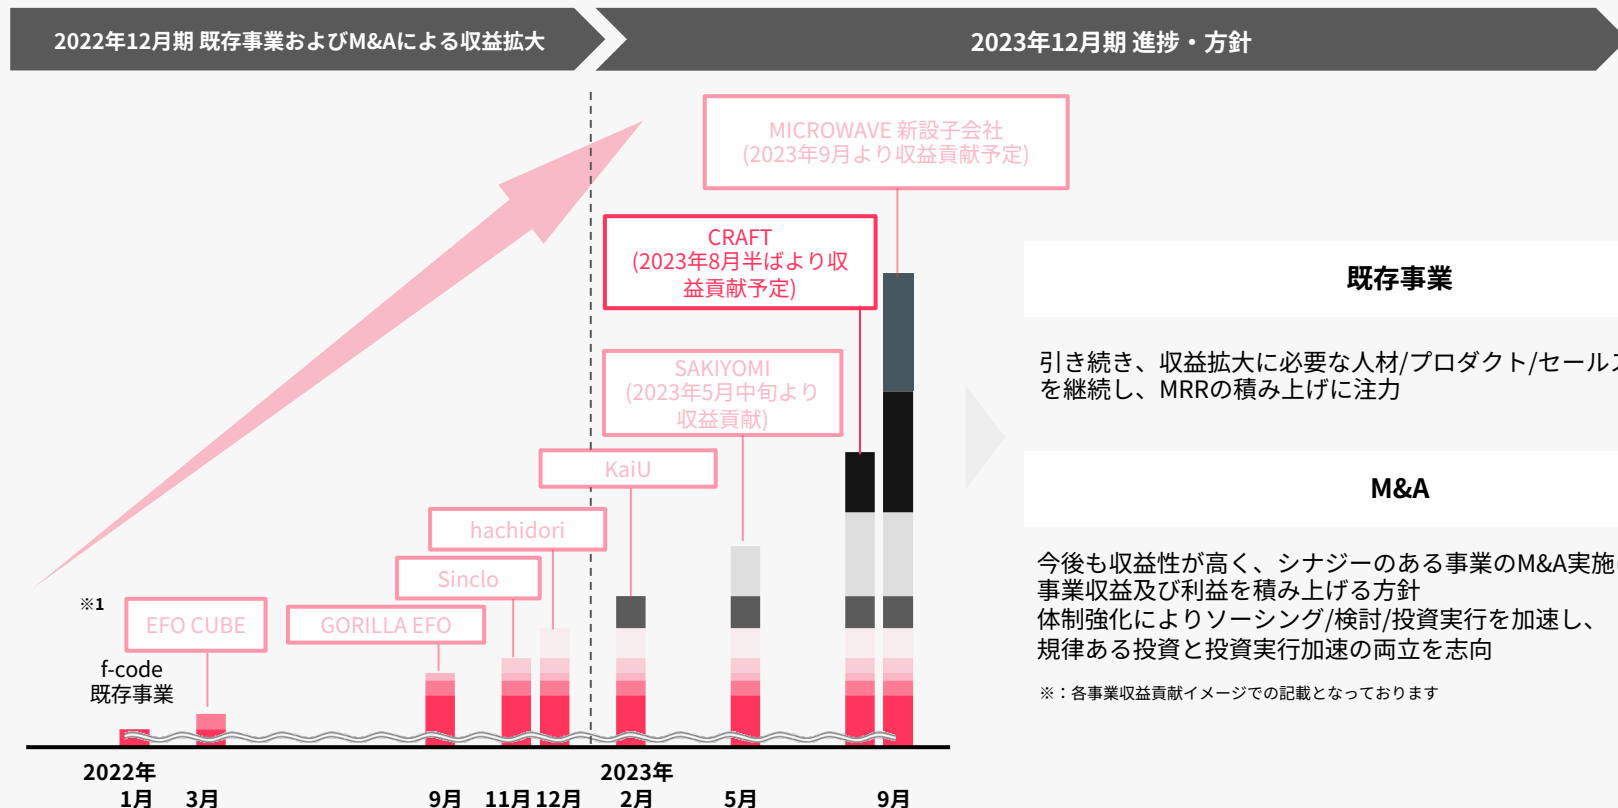 2022年12月期 既存事業およびM&Aによる収益拡大
2023年12月期 進捗・方針
MICROWAVE 新設子会社
(2023年9月より収益貢献予定)
CRAFT
(2023年8月半ばより収
益貢献予定)
SAKIYOMI
(2023年5月中旬より
収益貢献)
KaiU
hachidori
Sinclo
GORILLA EFO
EFO CUBE
※1
f-code
既存事業
2022年
1月
3月
9月
11月
12月
2023年
2月
5月
9月
既存事業
引き続き、収益拡大に必要な人材/プロダクト/セールス
を継続し、MRRの積み上げに注力
M&A
今後も収益性が高く、シナジーのある事業のM&A実施
事業収益及び利益を積み上げる方針
体制強化によりソーシング/検討/投資実行を加速し、
規律ある投資と投資実行加速の両立を志向
※：各事業収益貢献イメージでの記載となっております